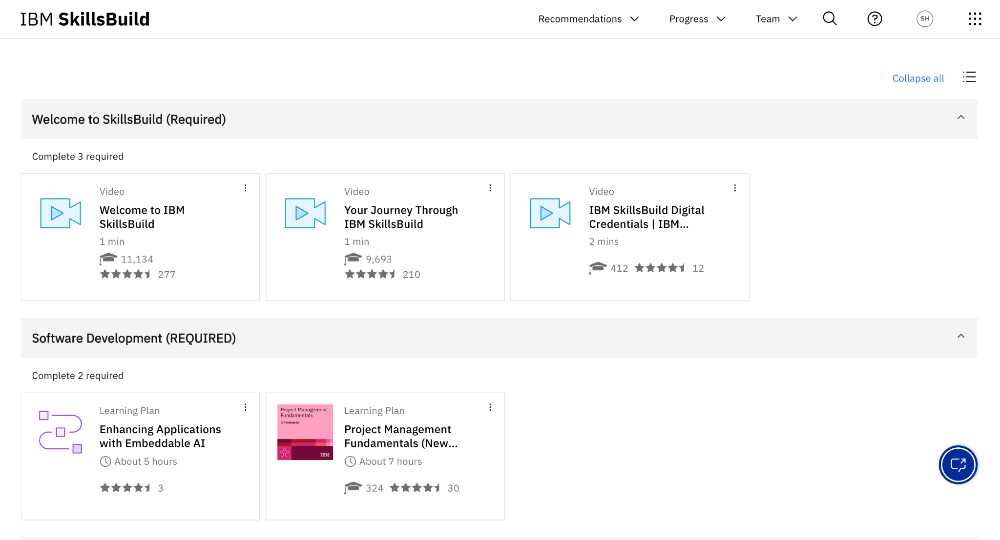 IBM SkillsBuild
Recommendations
Progress
Team
SH
Collapse all
Welcome to SkillsBuild (Required)
Complete 3 required
Video
Welcome to IBM
SkillsBuild
1 min
11,134
277
Video
Your Journey Through
IBM SkillsBuild
1 min
9,693
210
Video
IBM SkillsBuild Digital
Credentials | IBM...
2 mins
412
12
Software Development (REQUIRED)
Complete 2 required
Learning Plan
Enhancing Applications
with Embeddable AI
About 5 hours
3
Project Management
Fundamentals
IBM SkillsBuild
IBM
Learning Plan
Project Management
Fundamentals (New...
About 7 hours
324
30